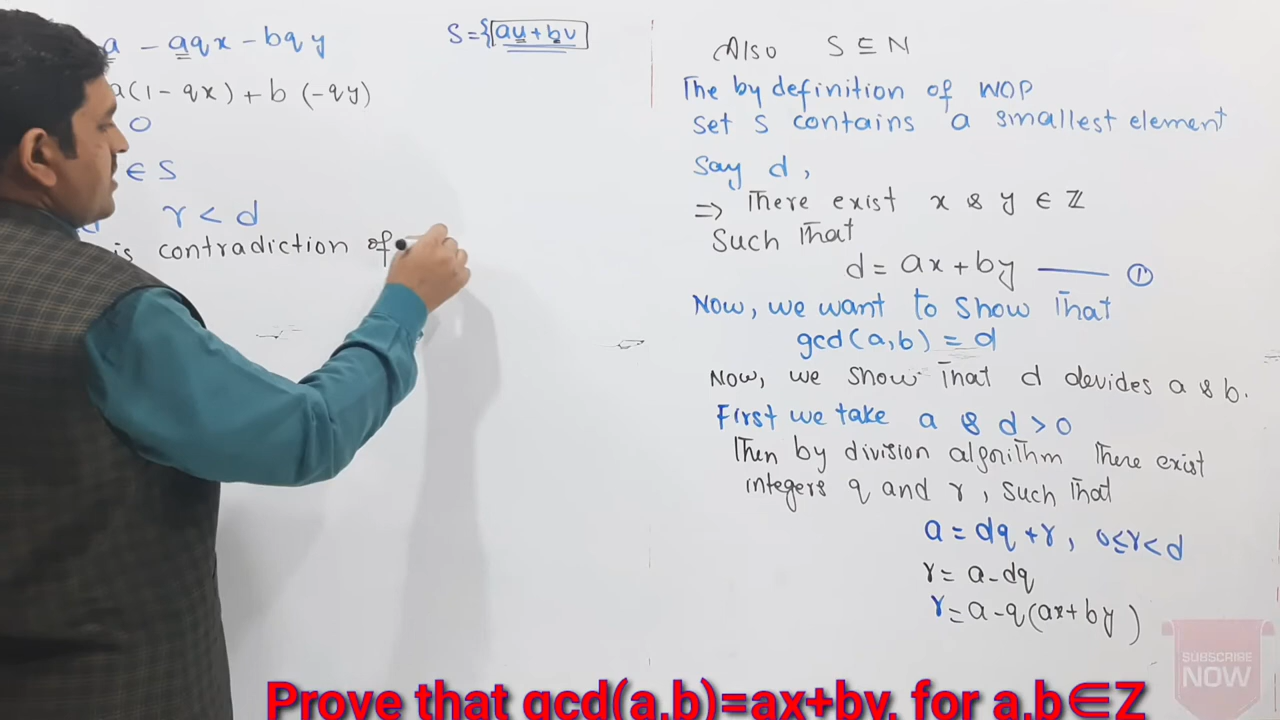 a - aqx - bqy
a(1 - qx) + b (-qy)
0
∈ S
r < d
is contradiction of
S={au+bv
Also S ⊆ N
The by definition of WOP
set S contains a smallest element
Say d,
⇒ There exist x & y ∈ ℤ
Such That
d = ax + by —— ①
Now, we want to show That
gcd(a,b) = d
Now, we show That d devides a & b.
First we take a & d > 0
Then by division algorithm There exist
integers q and r, Such That
a = dq + r, 0≤r<d
r = a - dq
r = a - q(ax + by)
SUBSCRIBE
NOW
Prove that gcd(a,b)=ax+by, for a,b∈Z